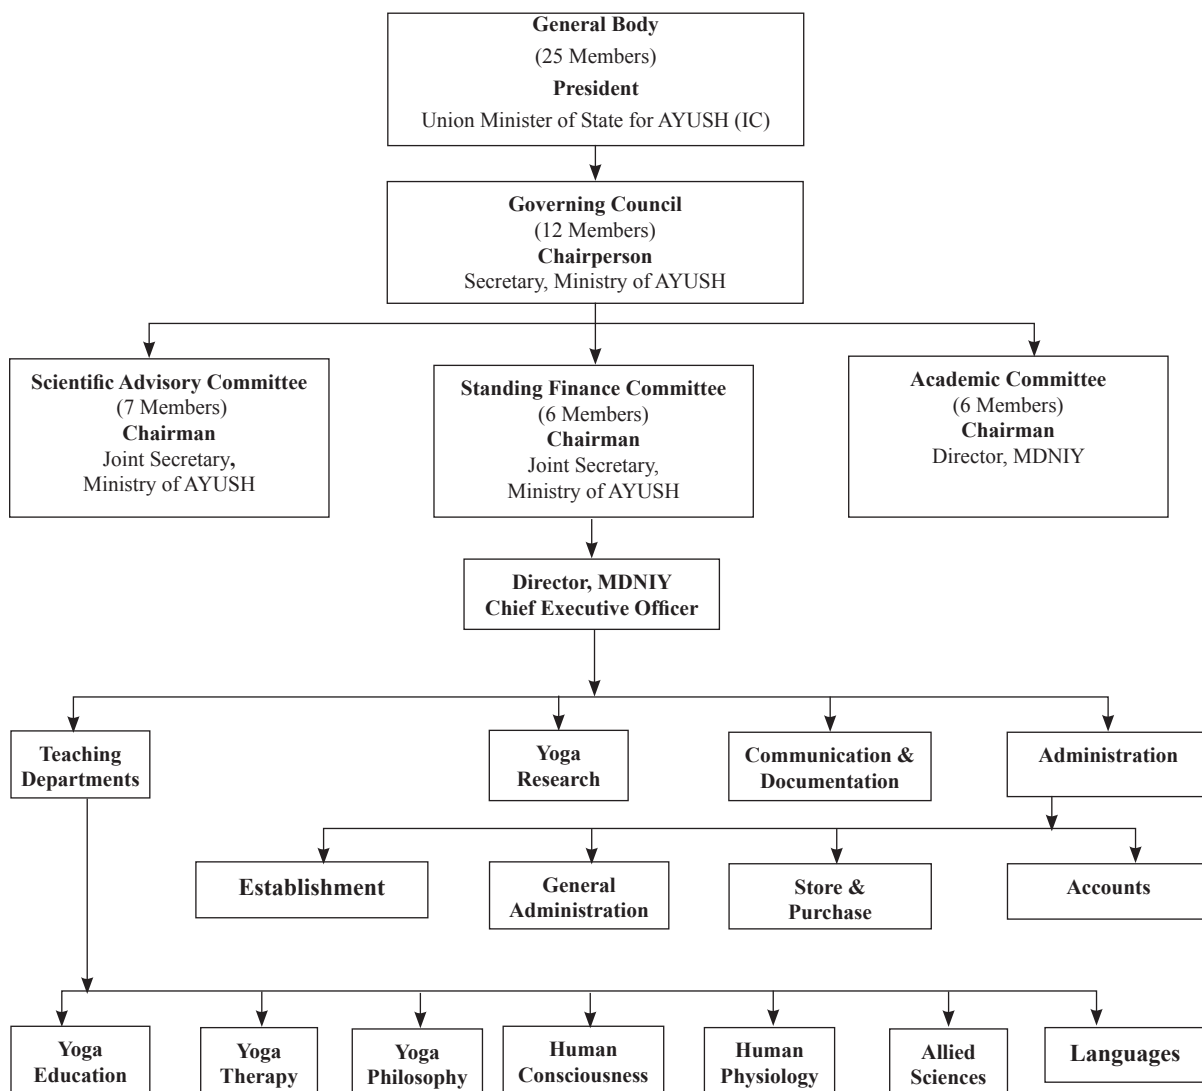 General Body
(25 Members)
President
Union Minister of State for AYUSH (IC)
Governing Council
(12 Members)
Chairperson
Secretary, Ministry of AYUSH
Scientific Advisory Committee
(7 Members)
Chairman
Joint Secretary,
Ministry of AYUSH
Standing Finance Committee
(6 Members)
Chairman
Joint Secretary,
Ministry of AYUSH
Academic Committee
(6 Members)
Chairman
Director, MDNIY
Director, MDNIY
Chief Executive Officer
Teaching
Departments
Yoga
Research
Communication &
Documentation
Administration
Establishment
General
Administration
Store &
Purchase
Accounts
Yoga
Education
Yoga
Therapy
Yoga
Philosophy
Human
Consciousness
Human
Physiology
Allied
Sciences
Languages